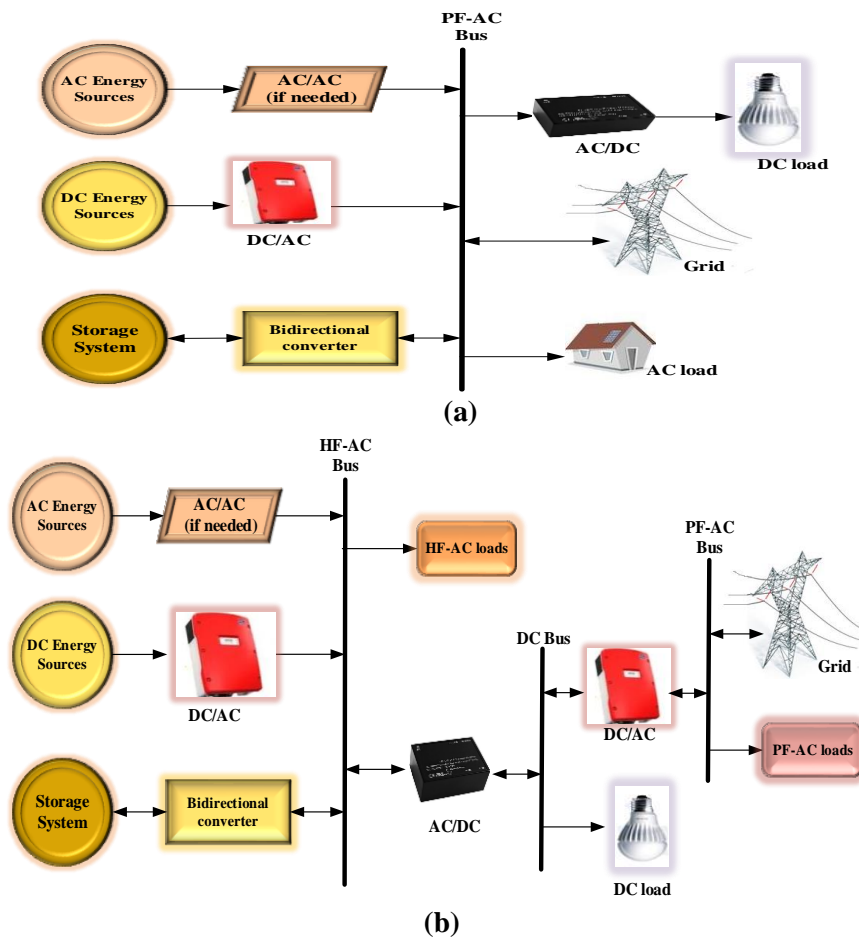 PF-AC
Bus
AC Energy
Sources
AC/AC
(if needed)
AC/DC
DC load
DC Energy
Sources
DC/AC
Grid
Storage
System
Bidirectional
converter
AC load
(a)
HF-AC
Bus
AC Energy
Sources
AC/AC
(if needed)
HF-AC loads
PF-AC
Bus
DC Energy
Sources
DC/AC
DC Bus
DC/AC
Grid
PF-AC loads
Storage
System
Bidirectional
converter
AC/DC
DC load
(b)